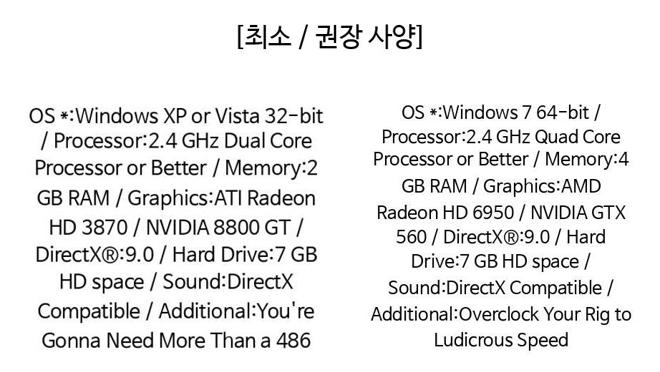 [최소 / 권장 사양]
OS *:Windows XP or Vista 32-bit
/ Processor:2.4 GHz Dual Core
Processor or Better / Memory:2
GB RAM / Graphics:ATI Radeon
HD 3870 / NVIDIA 8800 GT /
DirectX®:9.0 / Hard Drive:7 GB
HD space / Sound:DirectX
Compatible / Additional:You're
Gonna Need More Than a 486
OS *:Windows 7 64-bit /
Processor:2.4 GHz Quad Core
Processor or Better / Memory:4
GB RAM / Graphics:AMD
Radeon HD 6950 / NVIDIA GTX
560 / DirectX®:9.0 / Hard
Drive:7 GB HD space /
Sound:DirectX Compatible /
Additional:Overclock Your Rig to
Ludicrous Speed